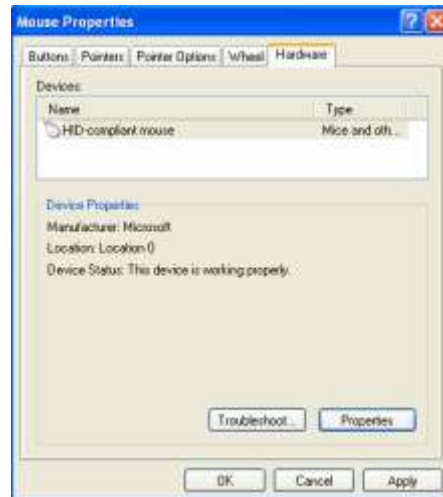 Mouse Properties
Buttons Pointers Pointer Options Wheel Hardware
Devices:
Name Type
HID-compliant mouse Mice and oth...
Device Properties
Manufacturer: Microsoft
Location: Location 0
Device Status: This device is working properly.
Troubleshoot... Properties
OK Cancel Apply